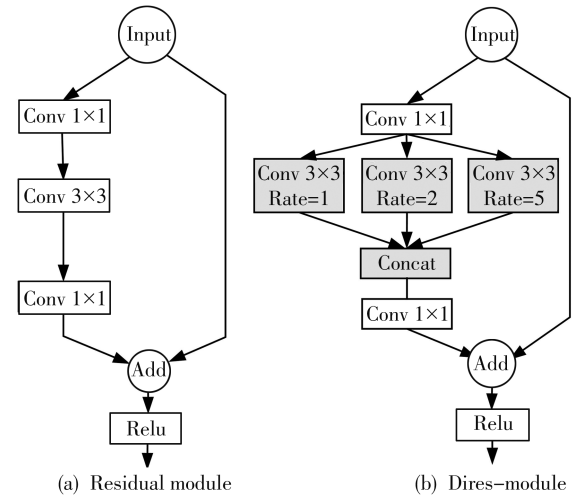 Input
Conv 1×1
Conv 3×3
Conv 1×1
Add
Relu
(a) Residual module
Input
Conv 1×1
Conv 3×3
Rate=1
Conv 3×3
Rate=2
Conv 3×3
Rate=5
Concat
Conv 1×1
Add
Relu
(b) Dires-module